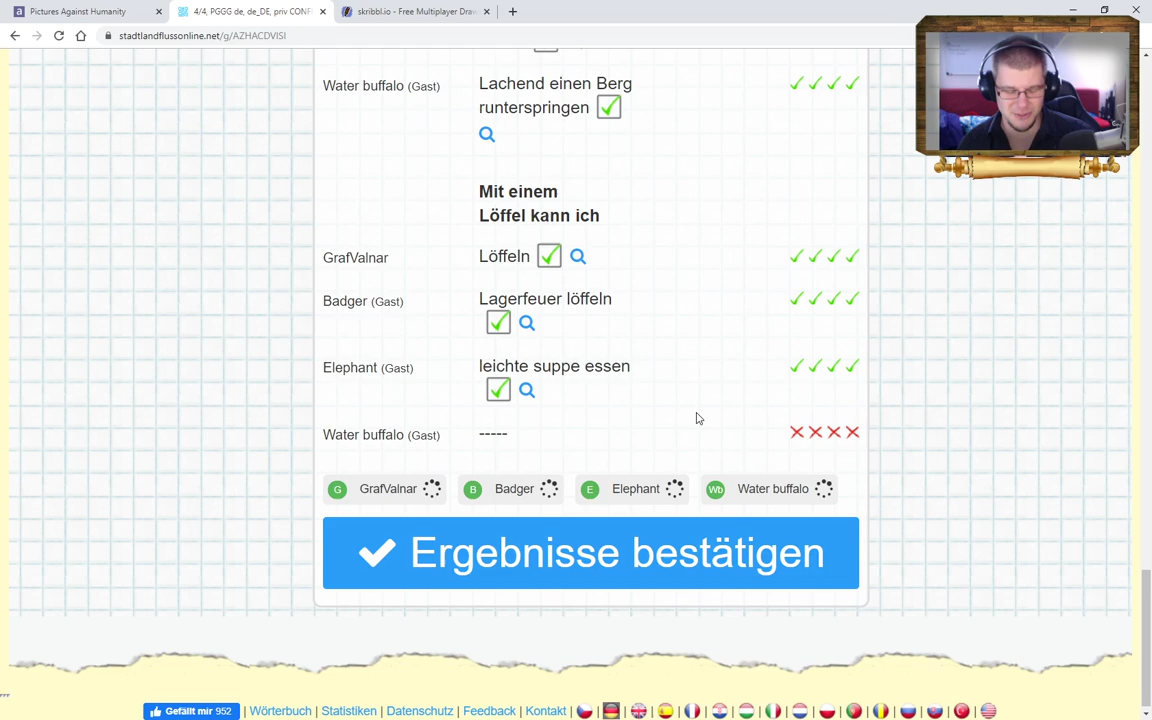 Pictures Against Humanity
4/4, PGGG de, de_DE, priv CONF
skribbl.io - Free Multiplayer Draw
stadtlandflussonline.net/g/AZHACDVISI
Water buffalo (Gast)
Lachend einen Berg
runterspringen
Mit einem
Löffel kann ich
GrafValnar
Löffeln
Badger (Gast)
Lagerfeuer löffeln
Elephant (Gast)
leichte suppe essen
Water buffalo (Gast)
-----
G GrafValnar B Badger E Elephant Wb Water buffalo
Ergebnisse bestätigen
Gefällt mir 952 | Wörterbuch | Statistiken | Datenschutz | Feedback | Kontakt |